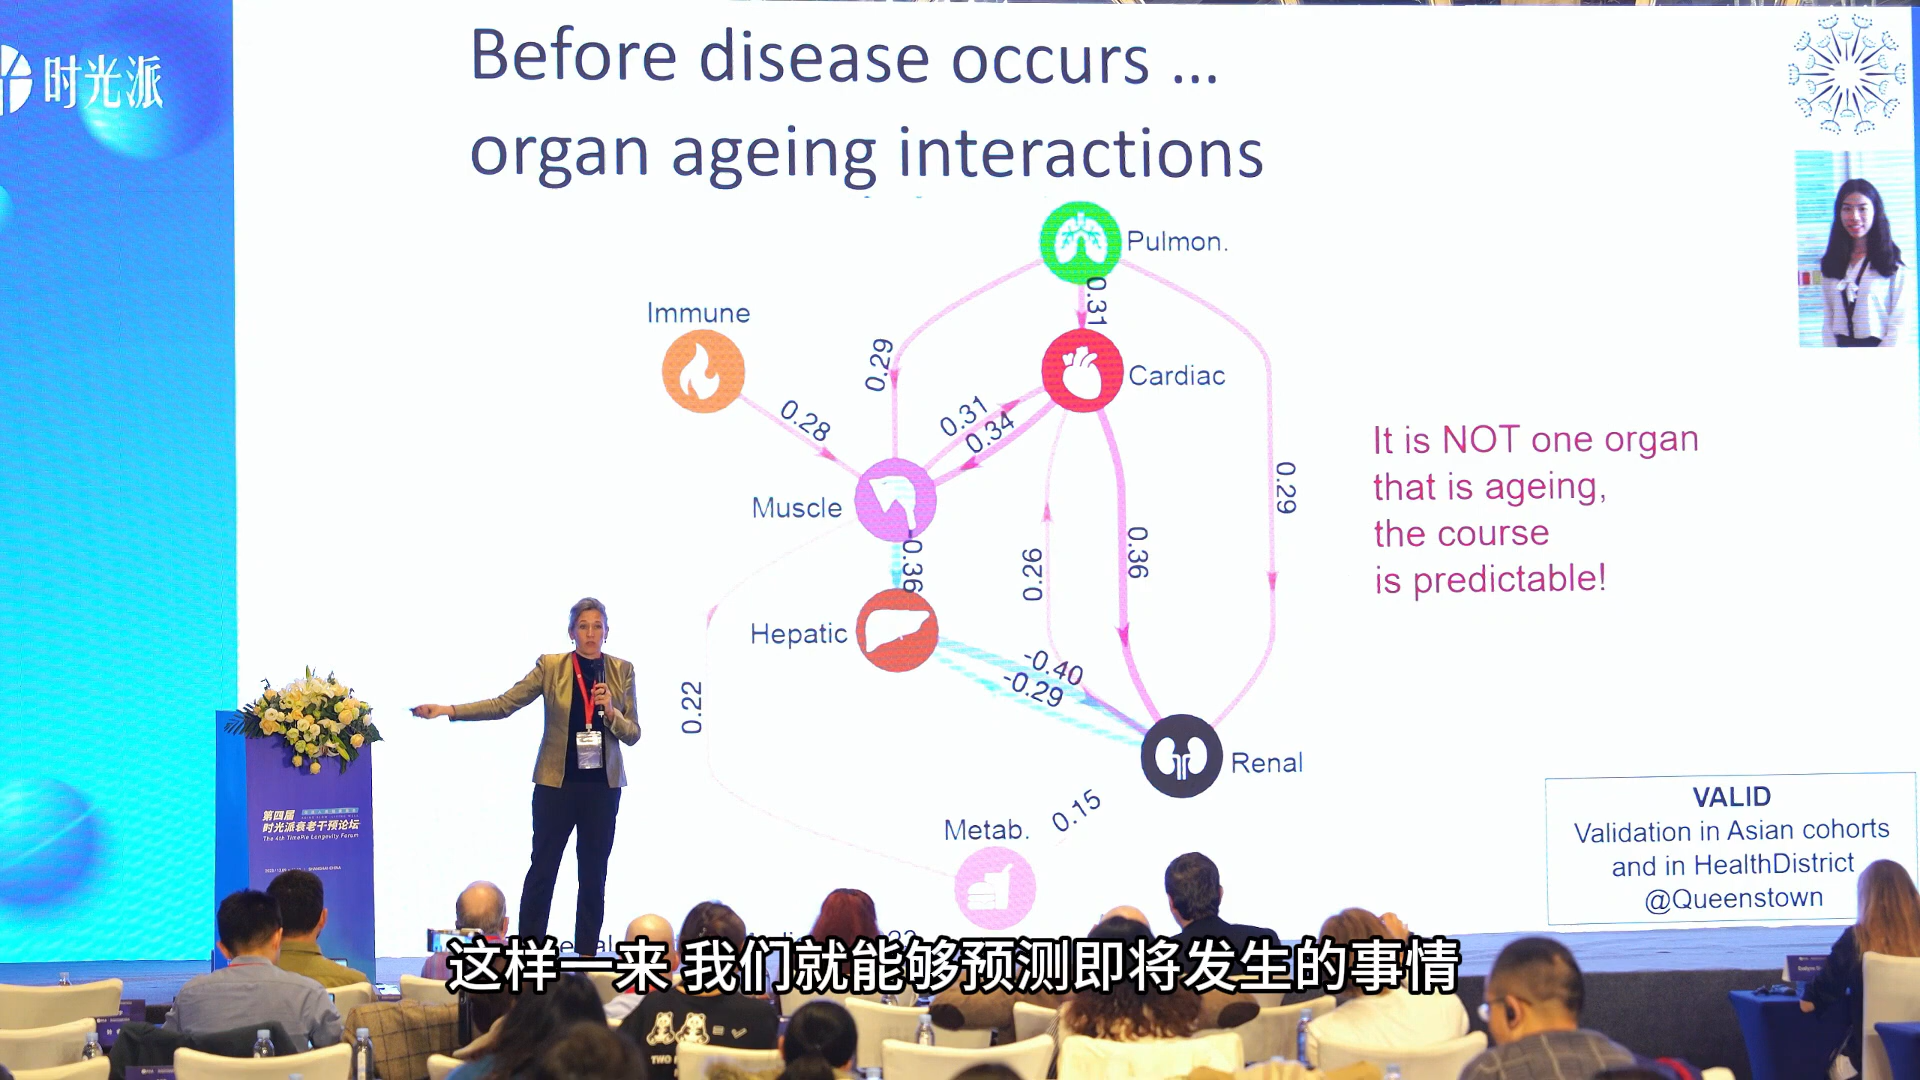 时光派
Before disease occurs ...
organ ageing interactions
Pulmon.
0.31
Immune
0.29
Cardiac
0.28
0.31
0.34
0.29
It is NOT one organ
that is ageing,
the course
is predictable!
Muscle
-0.36
0.26
0.36
Hepatic
-0.40
-0.29
0.22
Renal
0.15
Metab.
VALID
Validation in Asian cohorts
and in HealthDistrict
@Queenstown
第四届
时光派衰老干预论坛
The 4th TimePie Longevity Forum
这样一来 我们就能够预测即将发生的事情
TWO